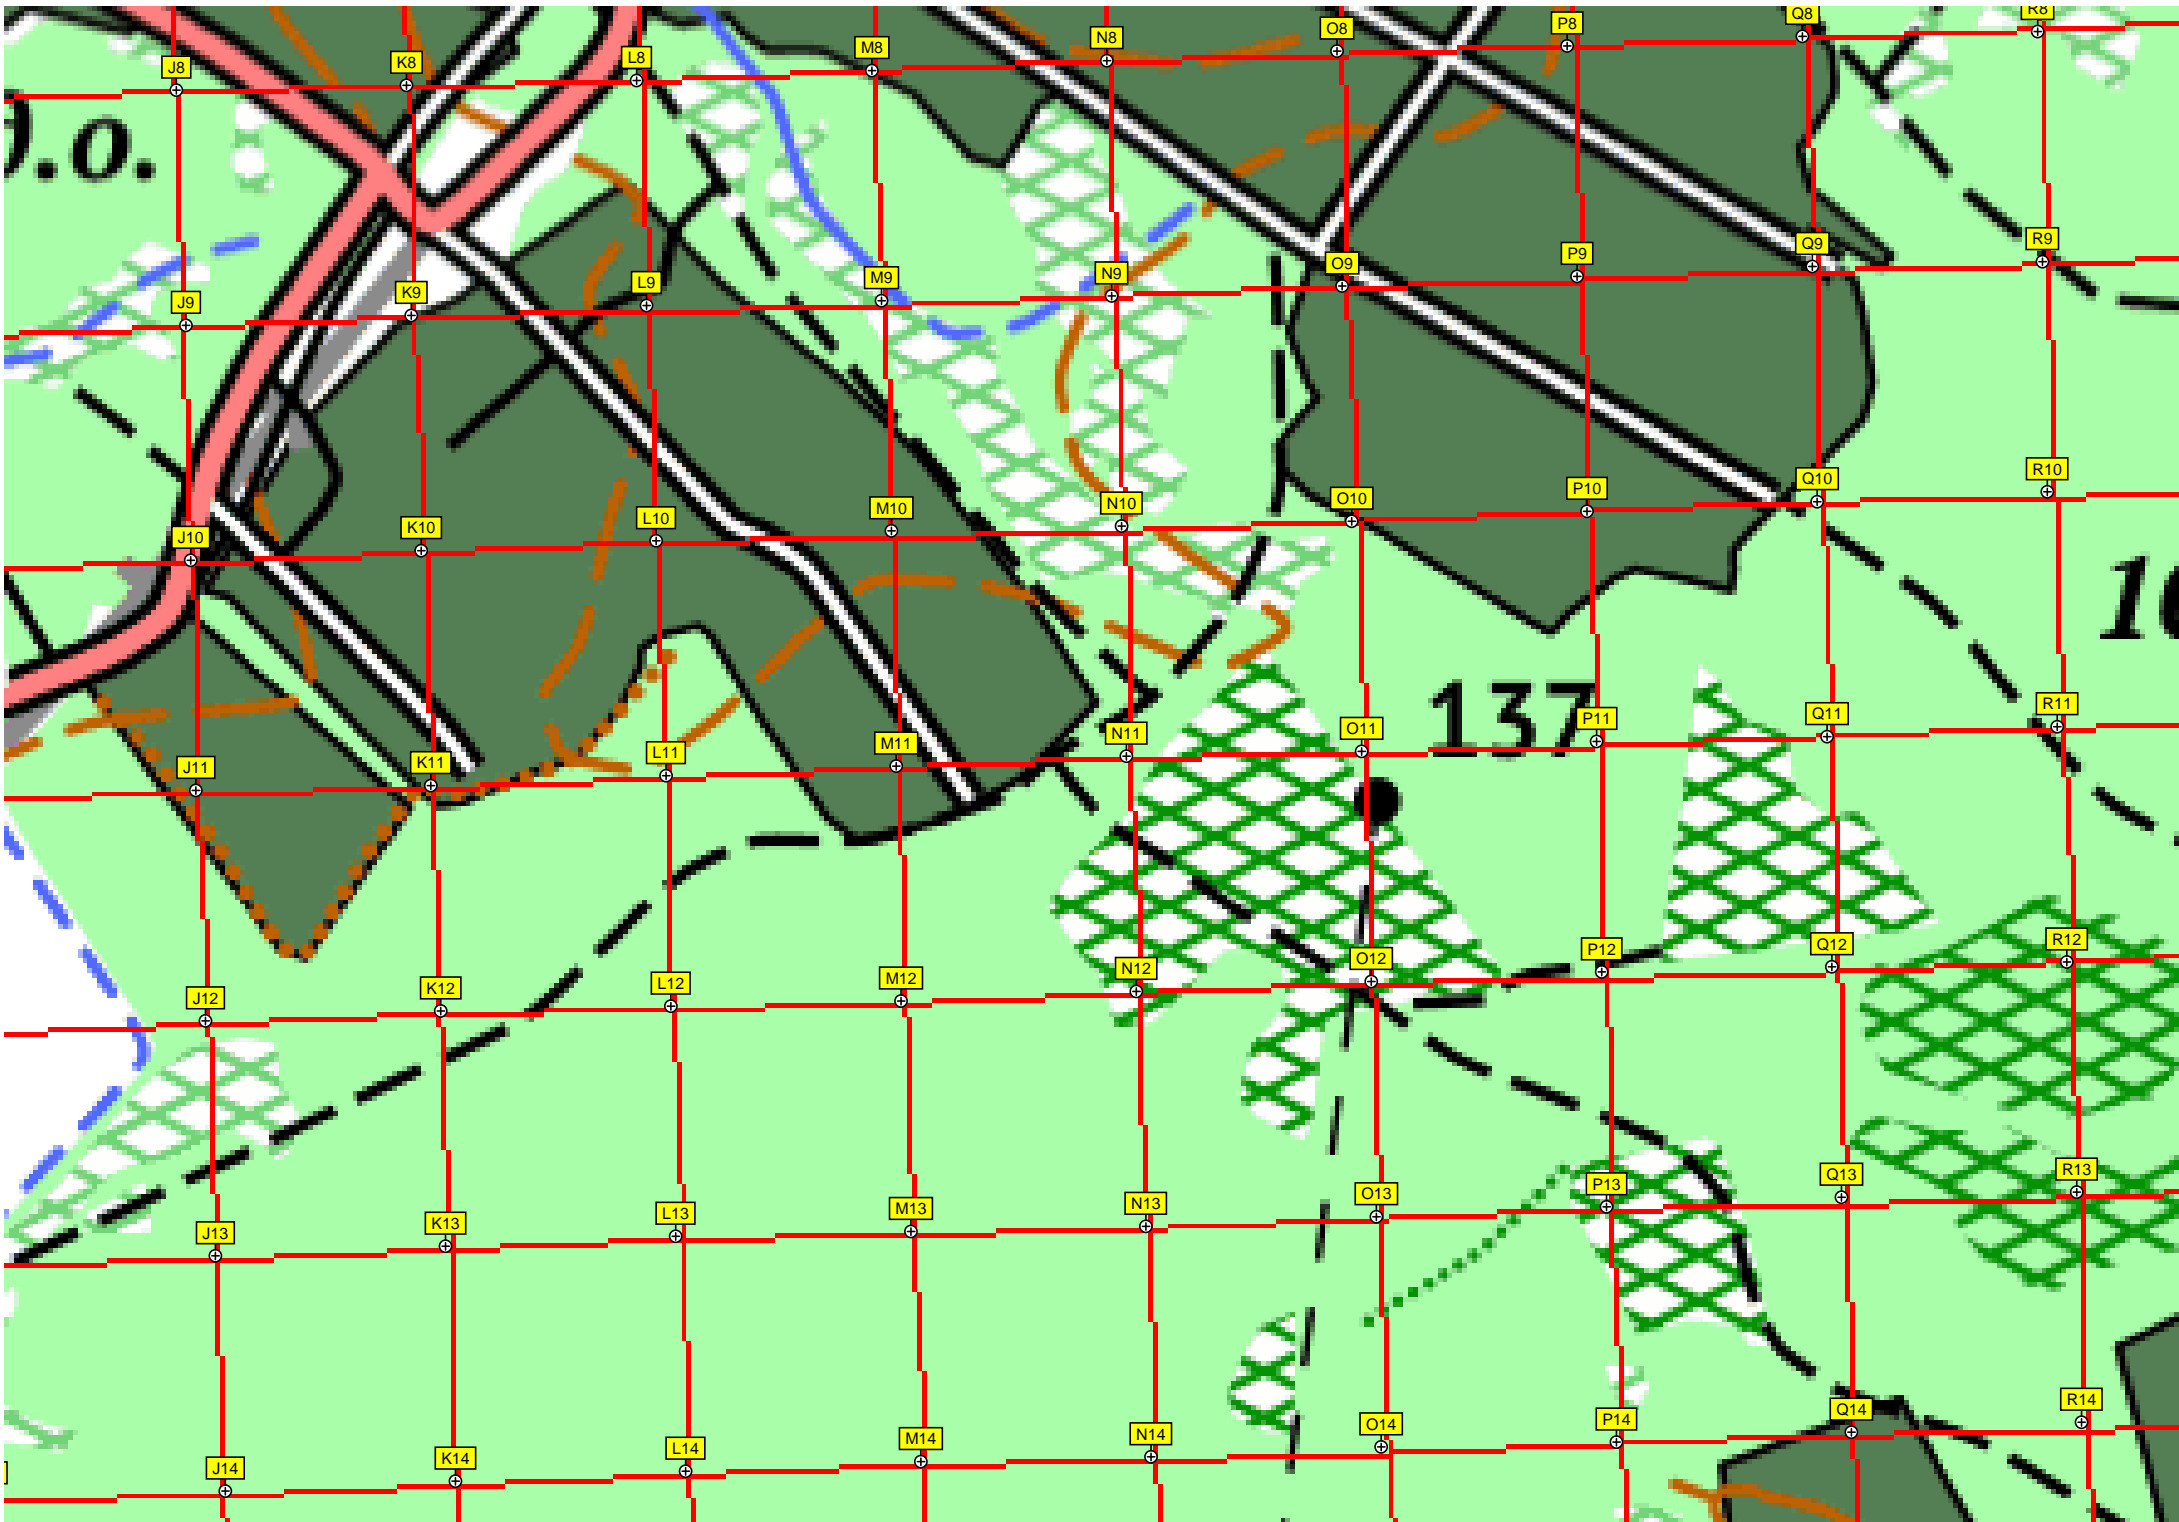 J8 K8 L8 M8 N8 O8 P8 Q8 R8
о.о.
J9 K9 L9 M9 N9 O9 P9 Q9 R9
J10 K10 L10 M10 N10 O10 P10 Q10 R10
137
J11 K11 L11 M11 N11 O11 P11 Q11 R11
J12 K12 L12 M12 N12 O12 P12 Q12 R12
J13 K13 L13 M13 N13 O13 P13 Q13 R13
J14 K14 L14 M14 N14 O14 P14 Q14 R14